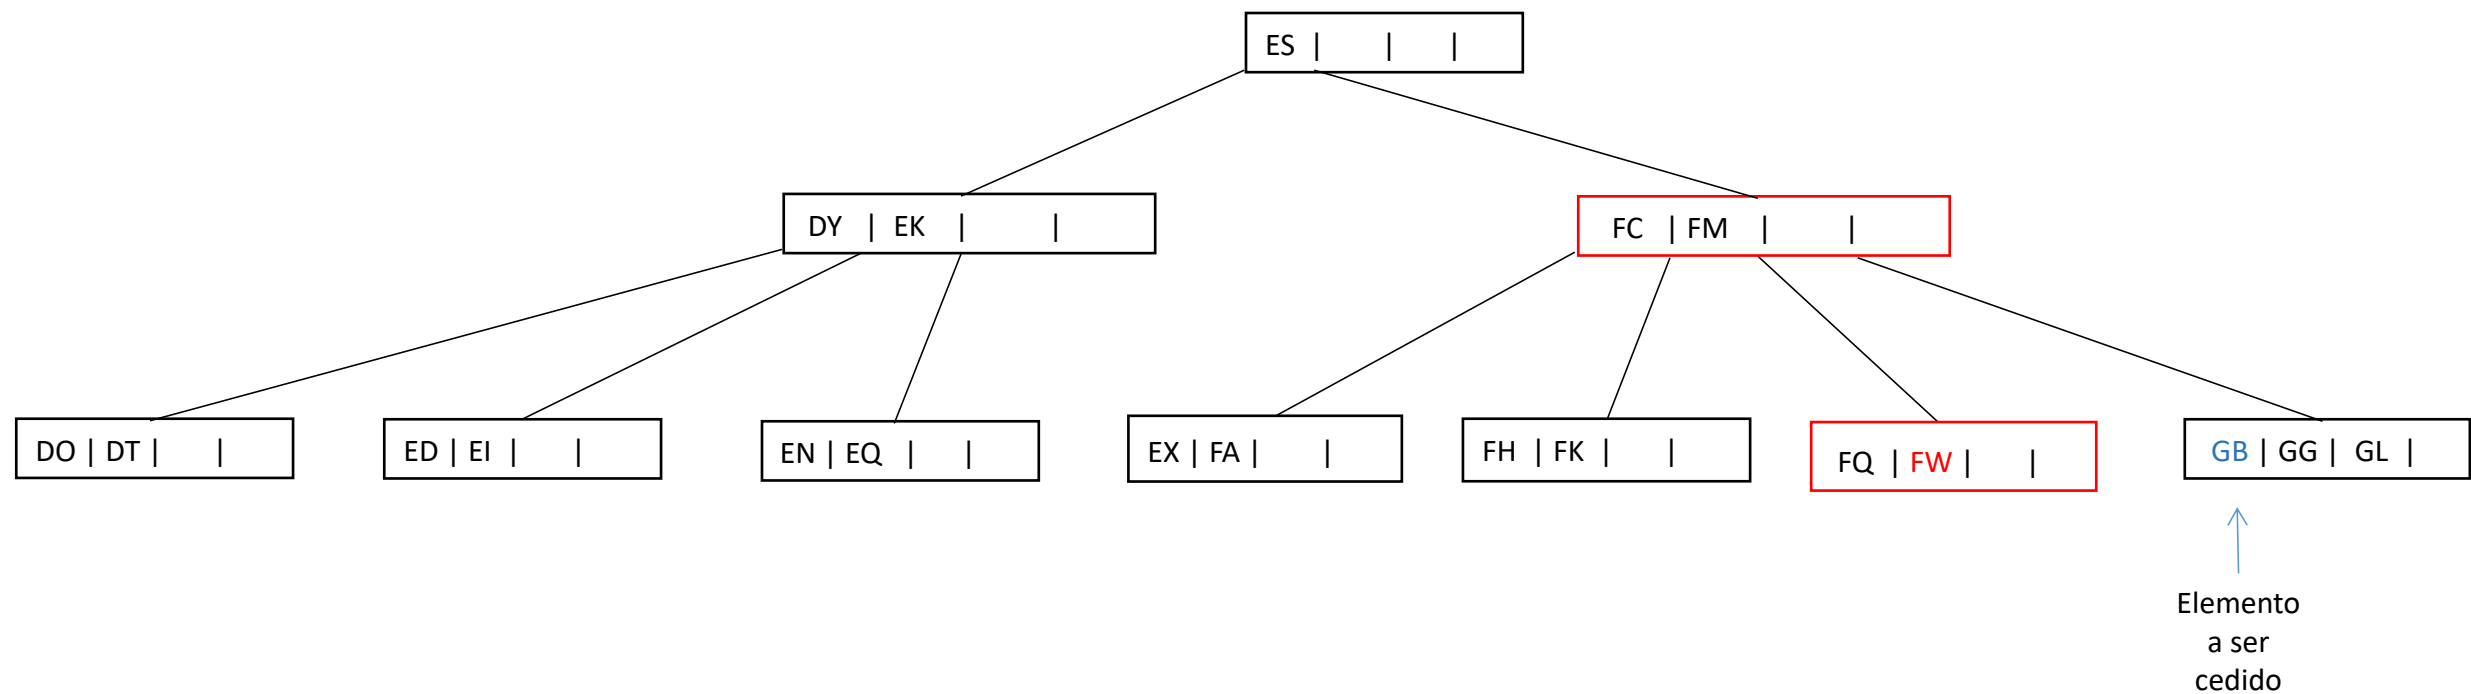 ES | | |
DY | EK | |
FC | FM | |
DO | DT | |
ED | EI | |
EN | EQ | |
EX | FA | |
FH | FK | |
FQ | FW | |
GB | GG | GL |
Elemento
a ser
cedido